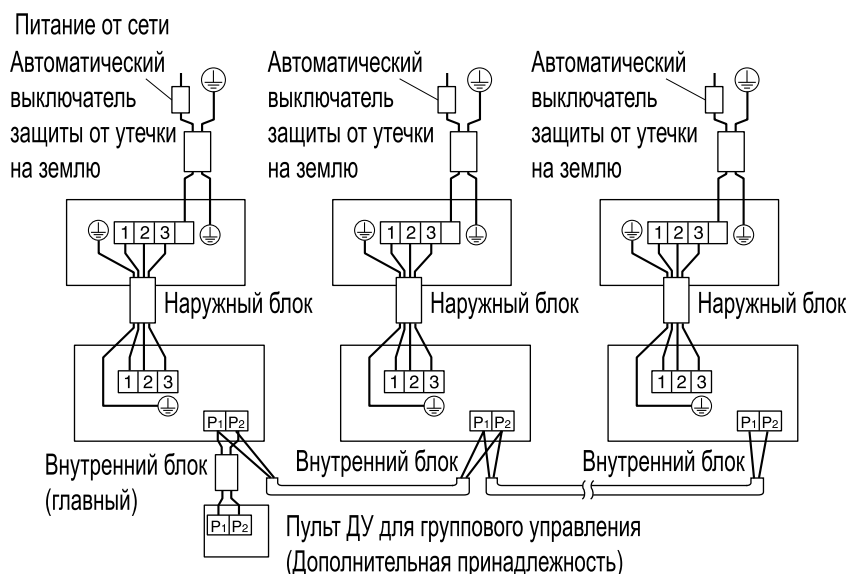 Питание от сети
Автоматический
выключатель
защиты от утечки
на землю
Автоматический
выключатель
защиты от утечки
на землю
Автоматический
выключатель
защиты от утечки
на землю
1 2 3
1 2 3
1 2 3
Наружный блок
Наружный блок
Наружный блок
1 2 3
1 2 3
1 2 3
P1 P2
P1 P2
P1 P2
Внутренний блок
(главный)
Внутренний блок
Внутренний блок
P1 P2
Пульт ДУ для группового управления
(Дополнительная принадлежность)